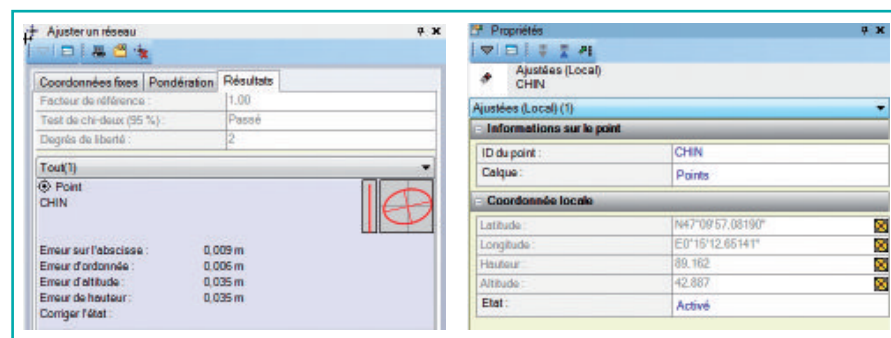 Ajuster un réseau
Coordonnées fixes
Pondération
Résultats
Facteur de référence :
1.00
Test de chi-deux (95 %) :
Passé
Degrés de liberté :
2
Tout(1)
Point
CHIN
Erreur sur l'abscisse :
0,009 m
Erreur d'ordonnée :
0,006 m
Erreur d'altitude :
0,035 m
Erreur de hauteur :
0,035 m
Corriger l'état :
Propriétés
Ajustées (Local)
CHIN
Ajustées (Local) (1)
Informations sur le point
ID du point :
CHIN
Calque :
Points
Coordonnée locale
Latitude :
N47°09'57,08190"
Longitude :
E0°15'12,65141"
Hauteur :
89,162
Altitude :
42,887
Etat :
Activé